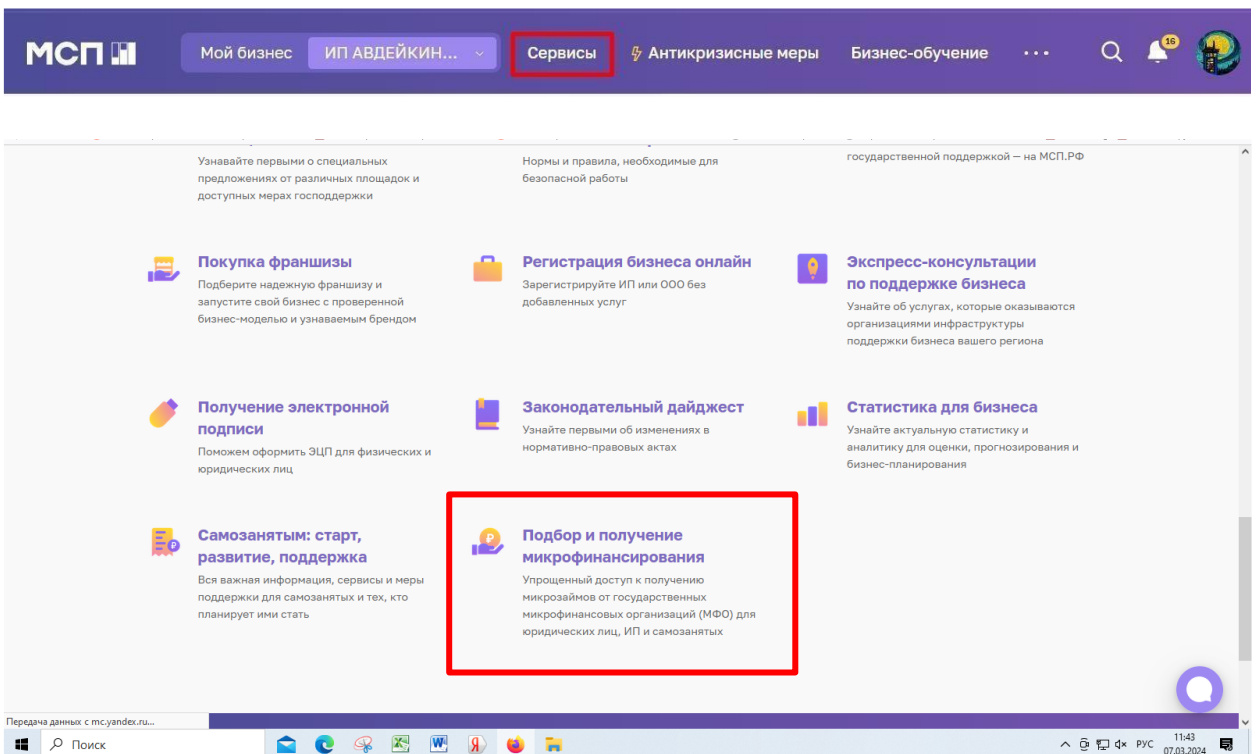 МСП
Мой бизнес ИП АВДЕЙКИН... Сервисы Антикризисные меры Бизнес-обучение ... 16
Узнавайте первыми о специальных
предложениях от различных площадок и
доступных мерах господдержки
Нормы и правила, необходимые для
безопасной работы
государственной поддержкой — на МСП.РФ
Покупка франшизы
Подберите надежную франшизу и
запустите свой бизнес с проверенной
бизнес-моделью и узнаваемым брендом
Регистрация бизнеса онлайн
Зарегистрируйте ИП или ООО без
добавленных услуг
Экспресс-консультации
по поддержке бизнеса
Узнайте об услугах, которые оказываются
организациями инфраструктуры
поддержки бизнеса вашего региона
Получение электронной
подписи
Поможем оформить ЭЦП для физических и
юридических лиц
Законодательный дайджест
Узнайте первыми об изменениях в
нормативно-правовых актах
Статистика для бизнеса
Узнайте актуальную статистику и
аналитику для оценки, прогнозирования и
бизнес-планирования
Самозанятым: старт,
развитие, поддержка
Вся важная информация, сервисы и меры
поддержки для самозанятых и тех, кто
планирует ими стать
Подбор и получение
микрофинансирования
Упрощенный доступ к получению
микрозаймов от государственных
микрофинансовых организаций (МФО) для
юридических лиц, ИП и самозанятых
Передача данных с mc.yandex.ru...
Поиск
РУС
11:43
07.03.2024